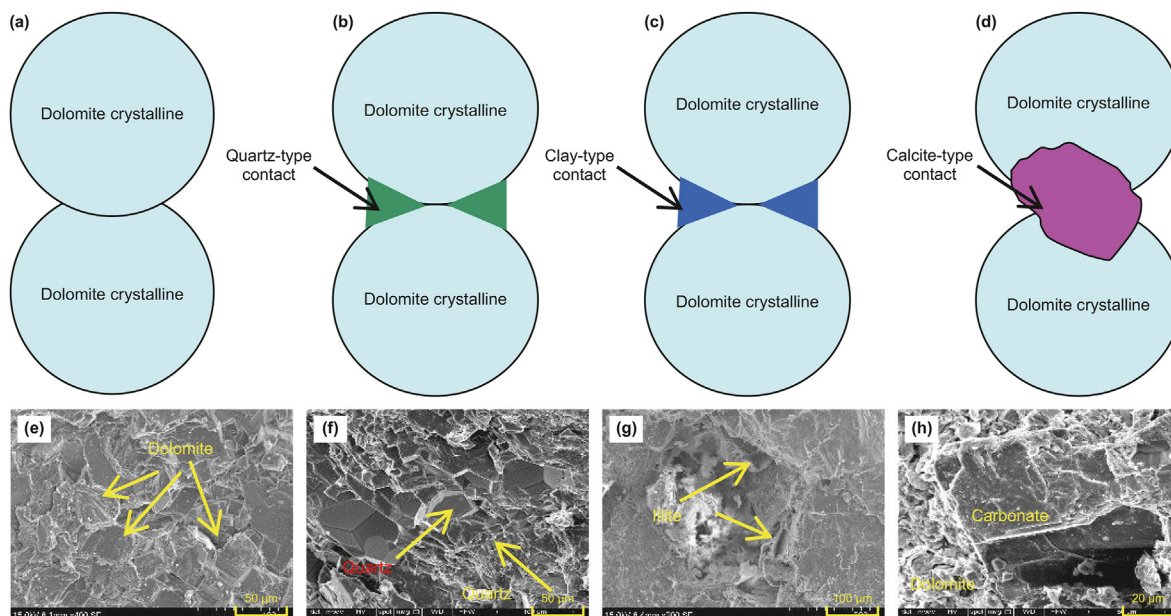 (a)
(b)
(c)
(d)
Dolomite crystalline
Dolomite crystalline
Dolomite crystalline
Dolomite crystalline
Quartz-type
contact
Clay-type
contact
Calcite-type
contact
Dolomite crystalline
Dolomite crystalline
Dolomite crystalline
Dolomite crystalline
(e)
Dolomite
50 μm
(f)
Quartz
Quartz
50 μm
(g)
Illite
100 μm
(h)
Carbonate
Dolomite
20 μm